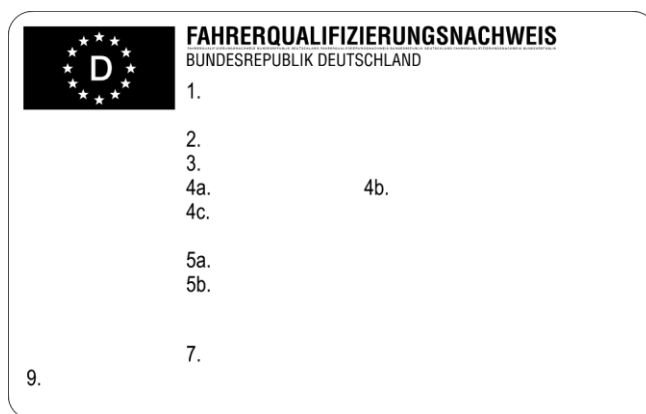 D
FAHRERQUALIFIZIERUNGSNACHWEIS
BUNDESREPUBLIK DEUTSCHLAND
1.
2.
3.
4a. 4b.
4c.
5a.
5b.
7.
9.